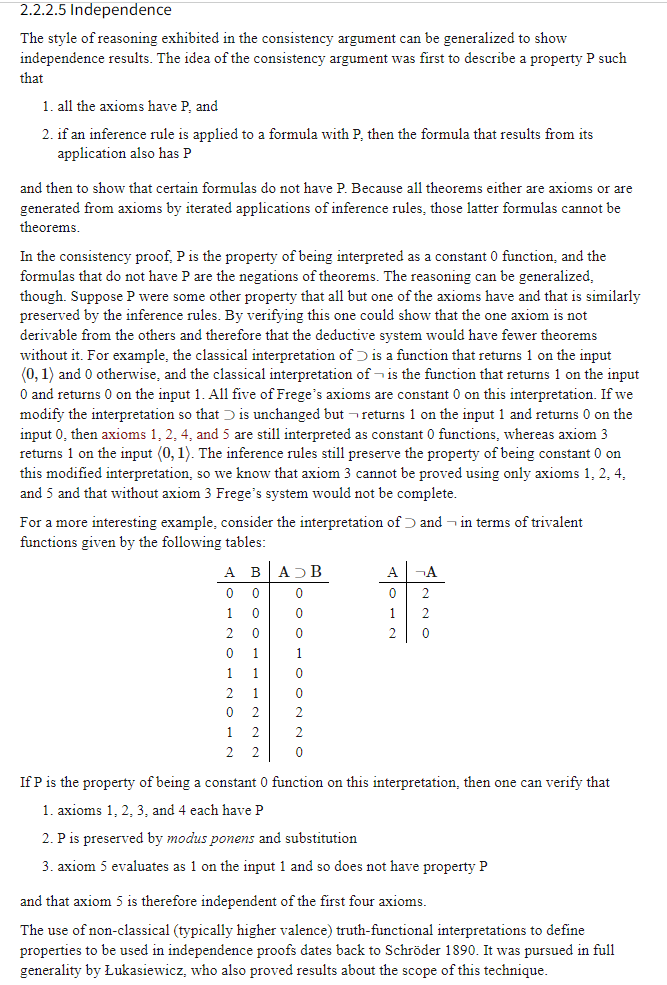 2.2.2.5 Independence
The style of reasoning exhibited in the consistency argument can be generalized to show
independence results. The idea of the consistency argument was first to describe a property P such
that
1. all the axioms have P, and
2. if an inference rule is applied to a formula with P, then the formula that results from its
application also has P
and then to show that certain formulas do not have P. Because all theorems either are axioms or are
generated from axioms by iterated applications of inference rules, those latter formulas cannot be
theorems.
In the consistency proof, P is the property of being interpreted as a constant 0 function, and the
formulas that do not have P are the negations of theorems. The reasoning can be generalized,
though. Suppose P were some other property that all but one of the axioms have and that is similarly
preserved by the inference rules. By verifying this one could show that the one axiom is not
derivable from the others and therefore that the deductive system would have fewer theorems
without it. For example, the classical interpretation of ⊃ is a function that returns 1 on the input
⟨0, 1⟩ and 0 otherwise, and the classical interpretation of ¬ is the function that returns 1 on the input
0 and returns 0 on the input 1. All five of Frege’s axioms are constant 0 on this interpretation. If we
modify the interpretation so that ⊃ is unchanged but ¬ returns 1 on the input 1 and returns 0 on the
input 0, then axioms 1, 2, 4, and 5 are still interpreted as constant 0 functions, whereas axiom 3
returns 1 on the input ⟨0, 1⟩. The inference rules still preserve the property of being constant 0 on
this modified interpretation, so we know that axiom 3 cannot be proved using only axioms 1, 2, 4,
and 5 and that without axiom 3 Frege’s system would not be complete.
For a more interesting example, consider the interpretation of ⊃ and ¬ in terms of trivalent
functions given by the following tables:
A B A ⊃ B A ¬A
0 0 0 0 2
1 0 0 1 2
2 0 0 2 0
0 1 1
1 1 0
2 1 0
0 2 2
1 2 2
2 2 0
If P is the property of being a constant 0 function on this interpretation, then one can verify that
1. axioms 1, 2, 3, and 4 each have P
2. P is preserved by modus ponens and substitution
3. axiom 5 evaluates as 1 on the input 1 and so does not have property P
and that axiom 5 is therefore independent of the first four axioms.
The use of non-classical (typically higher valence) truth-functional interpretations to define
properties to be used in independence proofs dates back to Schröder 1890. It was pursued in full
generality by Łukasiewicz, who also proved results about the scope of this technique.